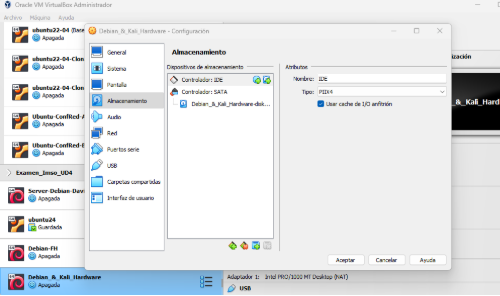 Oracle VM VirtualBox Administrador
Archivo Máquina Ayuda
ubuntu22-04 (Base
Apagada
ubuntu22-04-Clon
Apagada
ubuntu22-04-Clon
Apagada
Ubuntu-ConfRed-A
Apagada
Ubuntu-ConfRed-B
Apagada
Examen_Imso_UD4
Server-Debian-Dav
Apagada
ubuntu24
Guardada
Debian-FH
Apagada
Debian_&_Kali_Hardware
Apagada
Debian_&_Kali_Hardware - Configuración
General
Sistema
Pantalla
Almacenamiento
Audio
Red
Puertos serie
USB
Carpetas compartidas
Interfaz de usuario
Almacenamiento
Dispositivos de almacenamiento
Controlador: IDE
Controlador: SATA
Debian_&_Kali_Hardware-disk...
Atributos
Nombre: IDE
Tipo: PIIX4
Usar cache de I/O anfitrión
Aceptar Cancelar Ayuda
ización
_&_Kali_Hard
Adaptador 1: Intel PRO/1000 MT Desktop (NAT)
USB